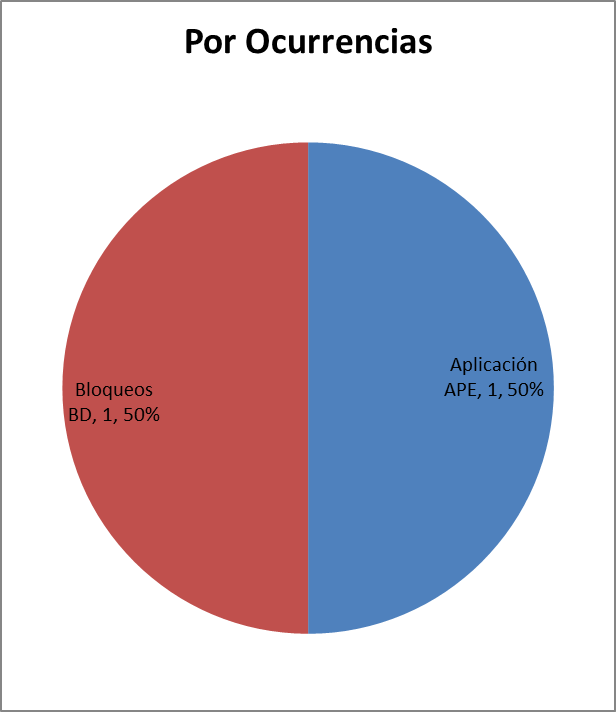 Por Ocurrencias
Aplicación
APE, 1, 50%
Bloqueos
BD, 1, 50%